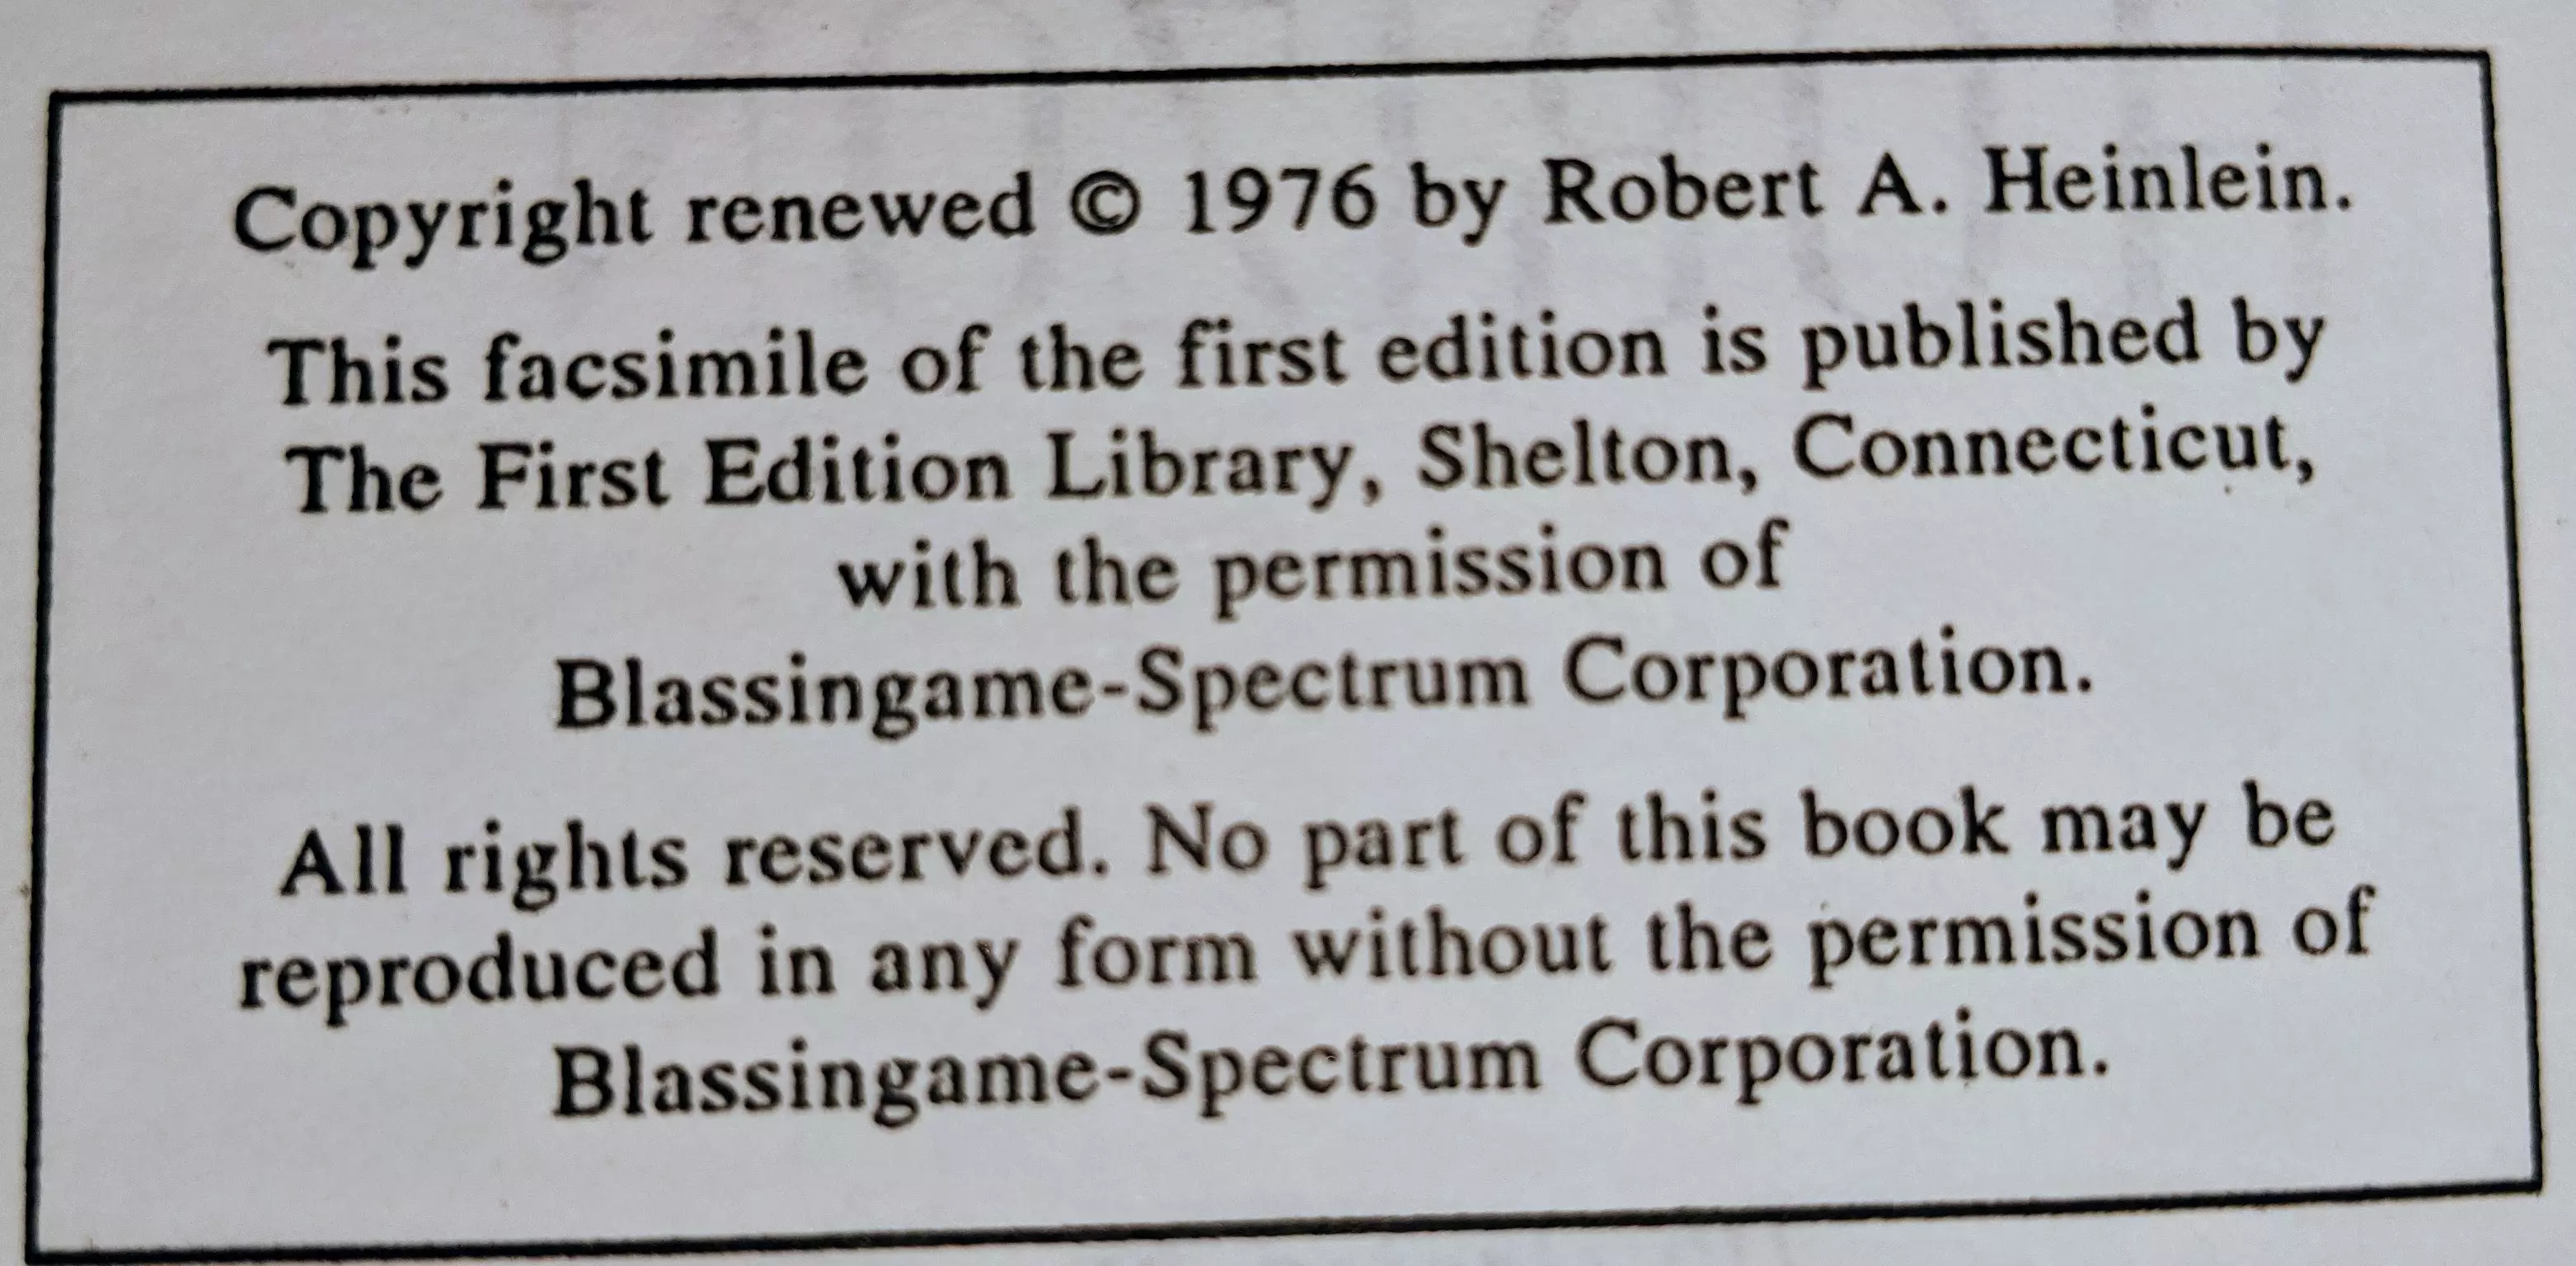 Copyright renewed © 1976 by Robert A. Heinlein.
This facsimile of the first edition is published by
The First Edition Library, Shelton, Connecticut,
with the permission of
Blassingame-Spectrum Corporation.
All rights reserved. No part of this book may be
reproduced in any form without the permission of
Blassingame-Spectrum Corporation.